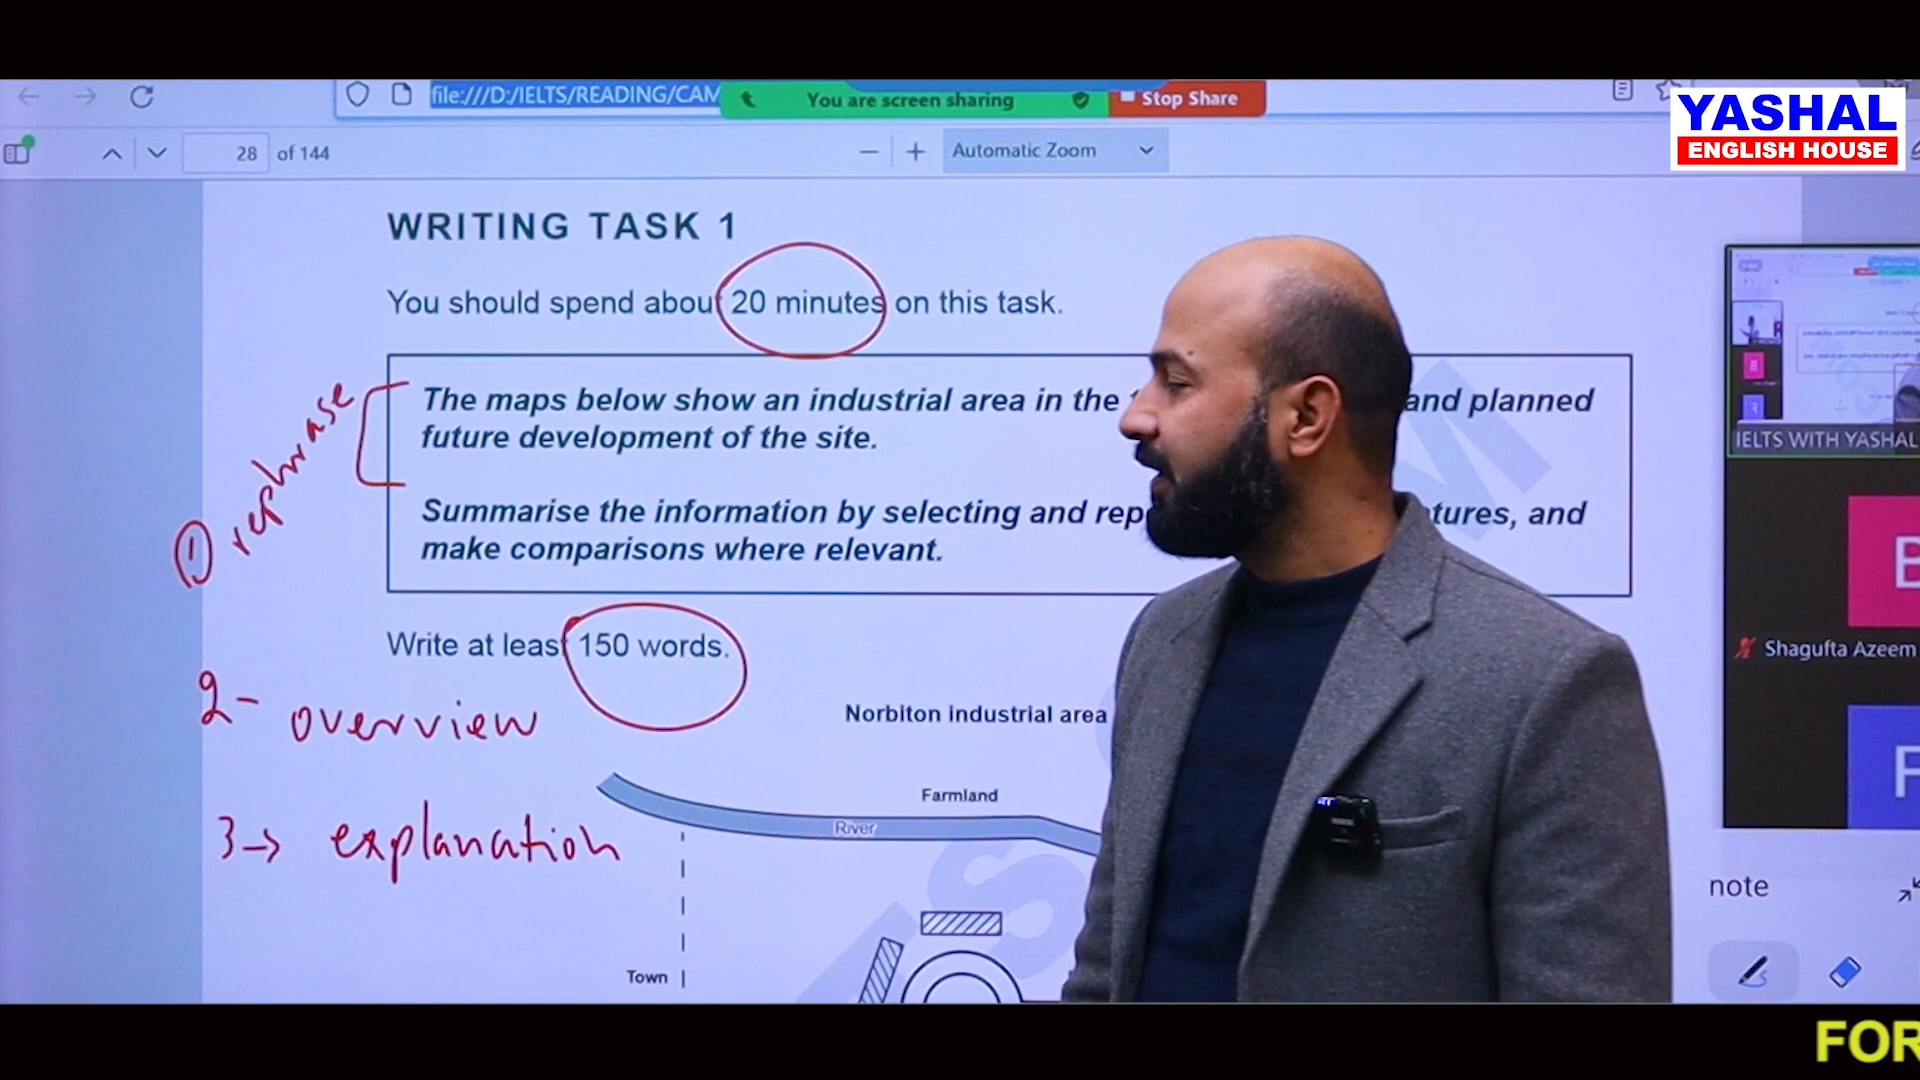 file:///D:/IELTS/READING/CAM
You are screen sharing
Stop Share
YASHAL
ENGLISH HOUSE
28 of 144
Automatic Zoom
WRITING TASK 1
You should spend about 20 minutes on this task.
The maps below show an industrial area in the and planned
future development of the site.
Summarise the information by selecting and rep tures, and
make comparisons where relevant.
① rephrase
Write at least 150 words.
2- overview
3→ explanation
Norbiton industrial area
Farmland
River
Town
IELTS WITH YASHAL
B
Shagufta Azeem
F
note
FOR